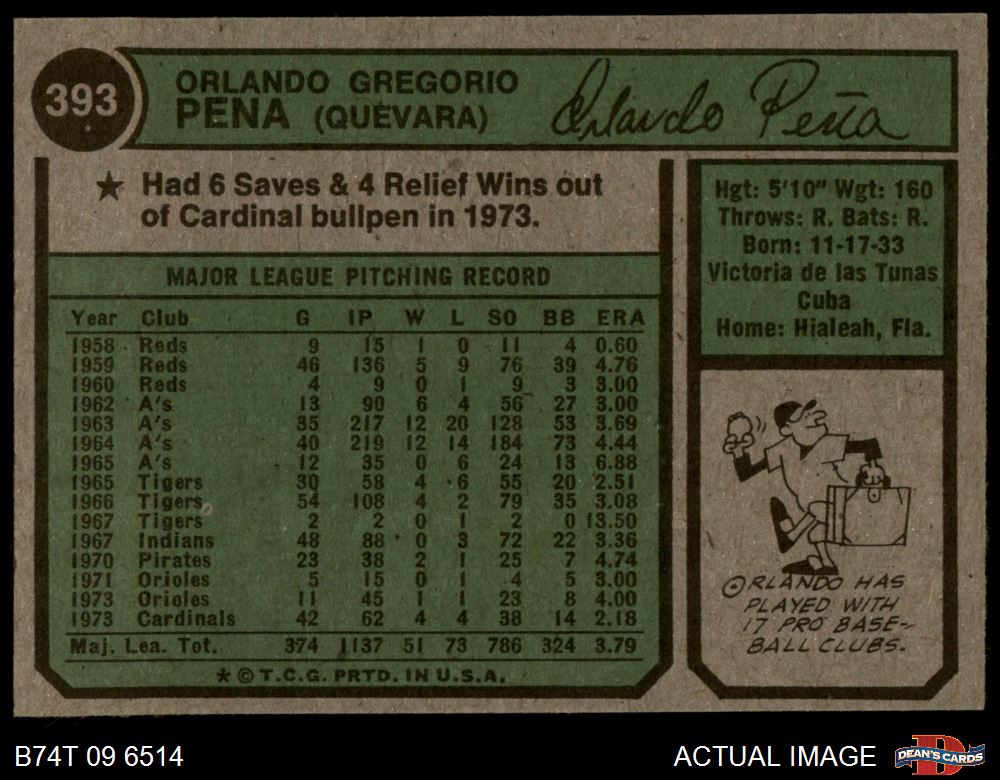 393
ORLANDO GREGORIO
PENA (QUEVARA)
Orlando Peña
★ Had 6 Saves & 4 Relief Wins out
of Cardinal bullpen in 1973.
MAJOR LEAGUE PITCHING RECORD
Year Club G IP W L SO BB ERA
1958 Reds 9 15 1 0 11 4 0.60
1959 Reds 46 136 5 9 76 39 4.76
1960 Reds 4 9 0 1 9 3 3.00
1962 A's 13 90 6 4 56 27 3.00
1963 A's 35 217 12 20 128 53 3.69
1964 A's 40 219 12 14 184 73 4.44
1965 A's 12 35 0 6 24 13 6.88
1965 Tigers 30 58 4 6 55 20 2.51
1966 Tigers 54 108 4 2 79 35 3.08
1967 Tigers 2 2 0 1 2 0 13.50
1967 Indians 48 88 0 3 72 22 3.36
1970 Pirates 23 38 2 1 25 7 4.74
1971 Orioles 5 15 0 1 4 5 3.00
1973 Orioles 11 45 1 1 23 8 4.00
1973 Cardinals 42 62 4 4 38 14 2.18
Maj. Lea. Tot. 374 1137 51 73 786 324 3.79
* © T.C.G. PRTD. IN U.S.A.
Hgt: 5'10" Wgt: 160
Throws: R. Bats: R.
Born: 11-17-33
Victoria de las Tunas
Cuba
Home: Hialeah, Fla.
ORLANDO HAS
PLAYED WITH
17 PRO BASE-
BALL CLUBS.
B74T 09 6514
ACTUAL IMAGE
DEAN'S CARDS